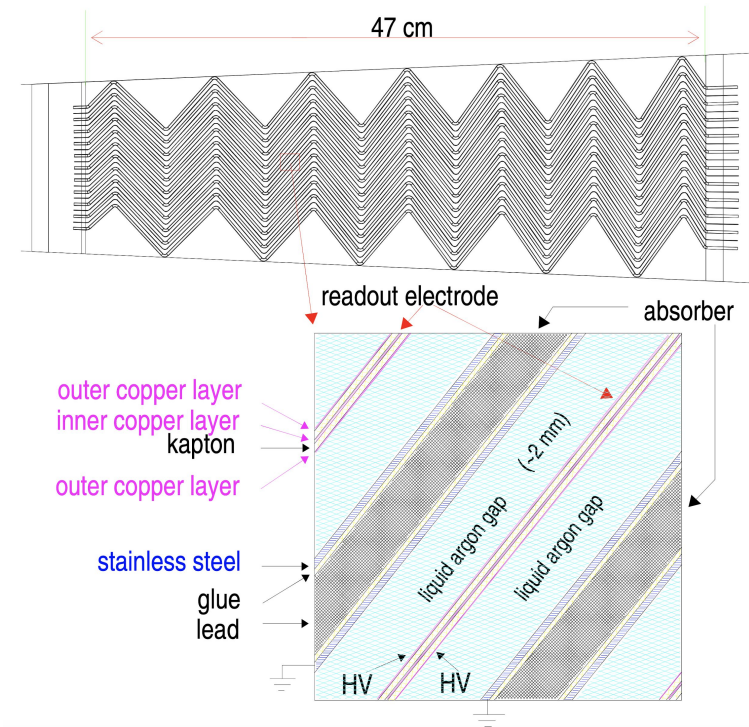 47 cm
readout electrode
absorber
outer copper layer
inner copper layer
kapton
outer copper layer
(~2 mm)
liquid argon gap
liquid argon gap
stainless steel
glue
lead
HV
HV